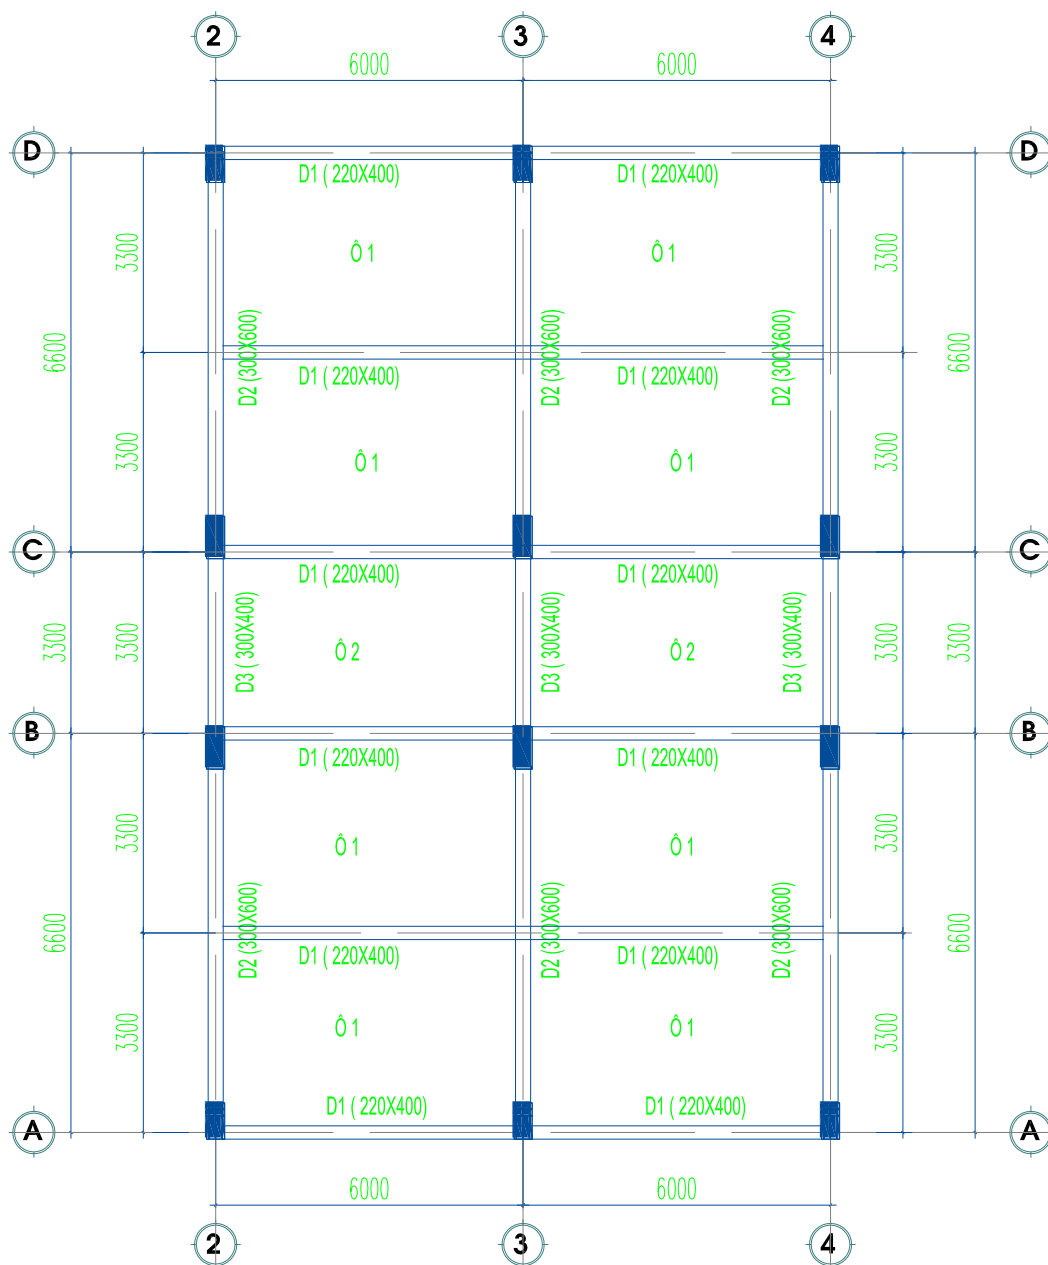 2 3 4
6000 6000
D D
D1 ( 220X400) D1 ( 220X400)
3300 Ô 1 Ô 1 3300
6600 D2 (300X600) D2 (300X600) D2 (300X600) 6600
D1 ( 220X400) D1 ( 220X400)
3300 Ô 1 Ô 1 3300
C C
D1 ( 220X400) D1 ( 220X400)
3300 3300 D3 ( 300X400) Ô 2 D3 ( 300X400) Ô 2 D3 ( 300X400) 3300 3300
B B
D1 ( 220X400) D1 ( 220X400)
3300 Ô 1 Ô 1 3300
6600 D2 (300X600) D2 (300X600) D2 (300X600) 6600
D1 ( 220X400) D1 ( 220X400)
3300 Ô 1 Ô 1 3300
D1 ( 220X400) D1 ( 220X400)
A A
6000 6000
2 3 4